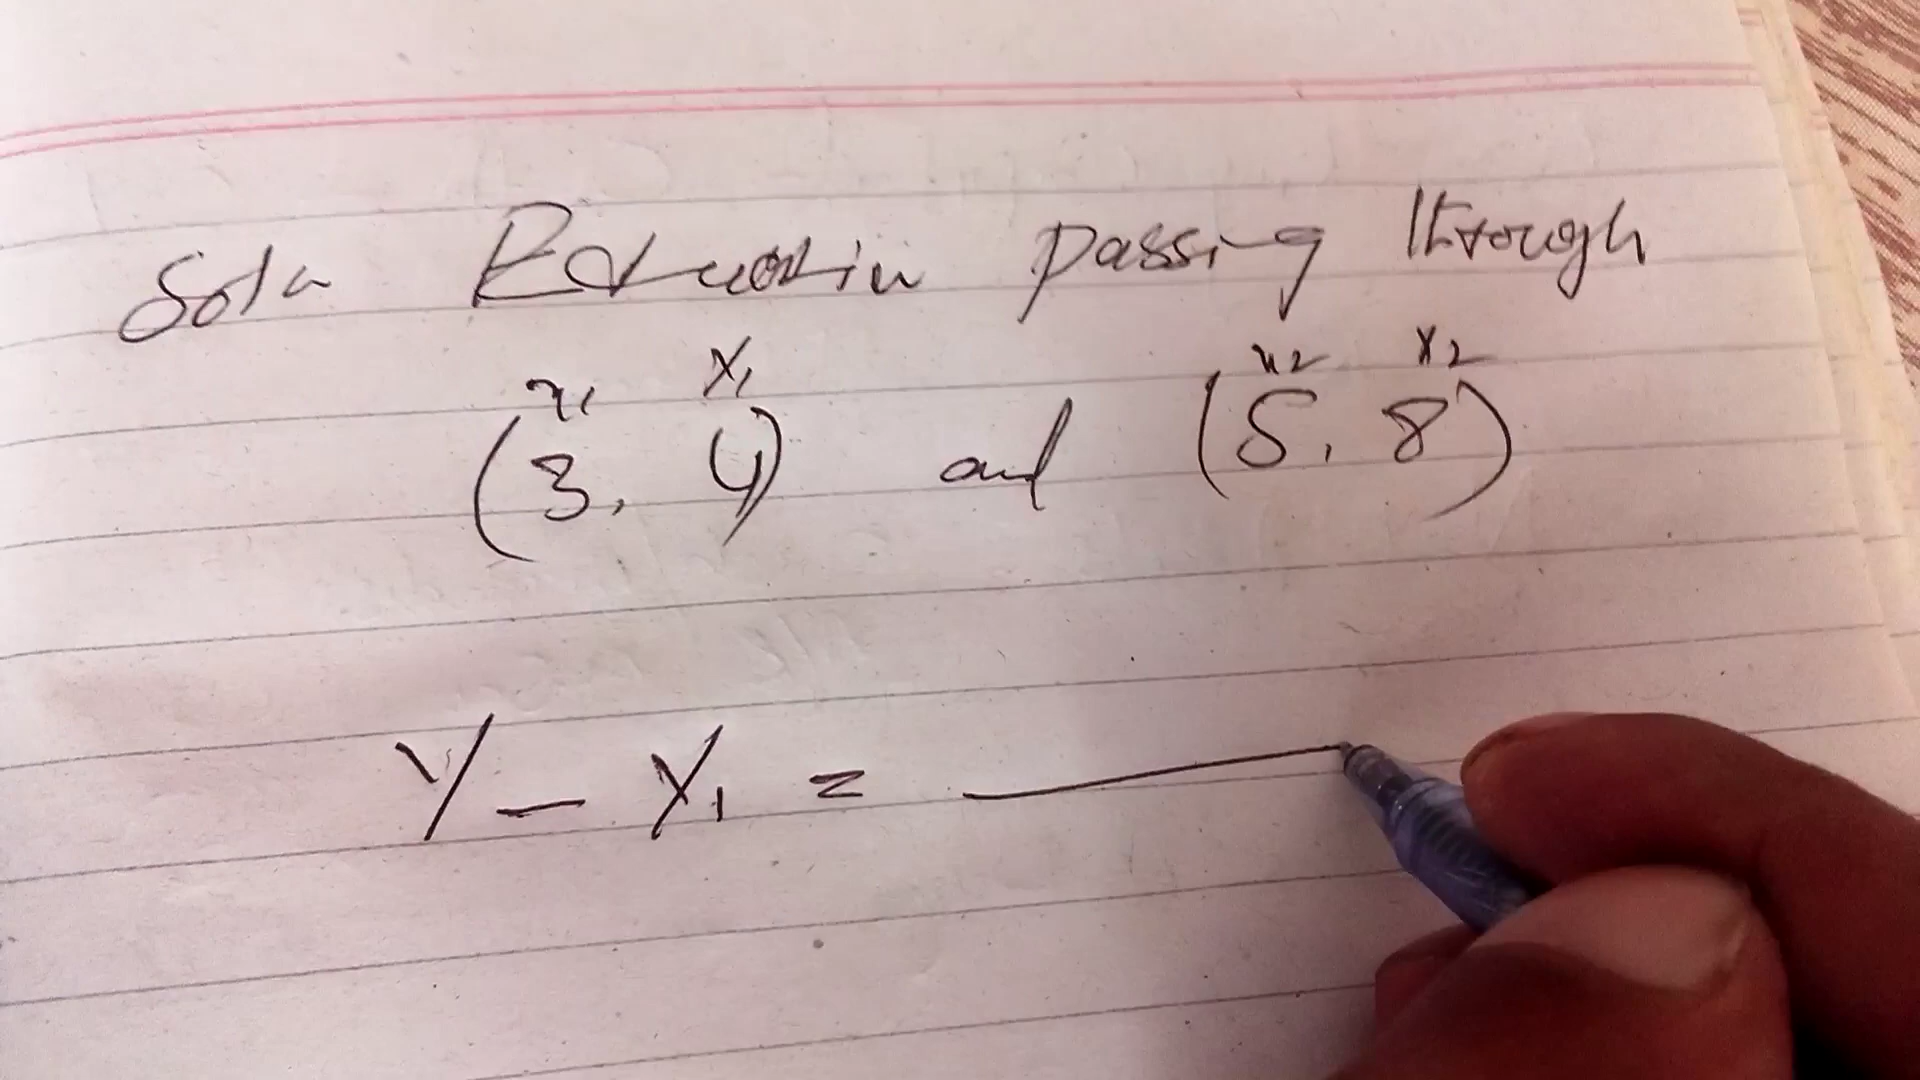 Soln Equation passing through
x1 y1 x2 y2
(3, 4) and (5, 8)
y - y1 =